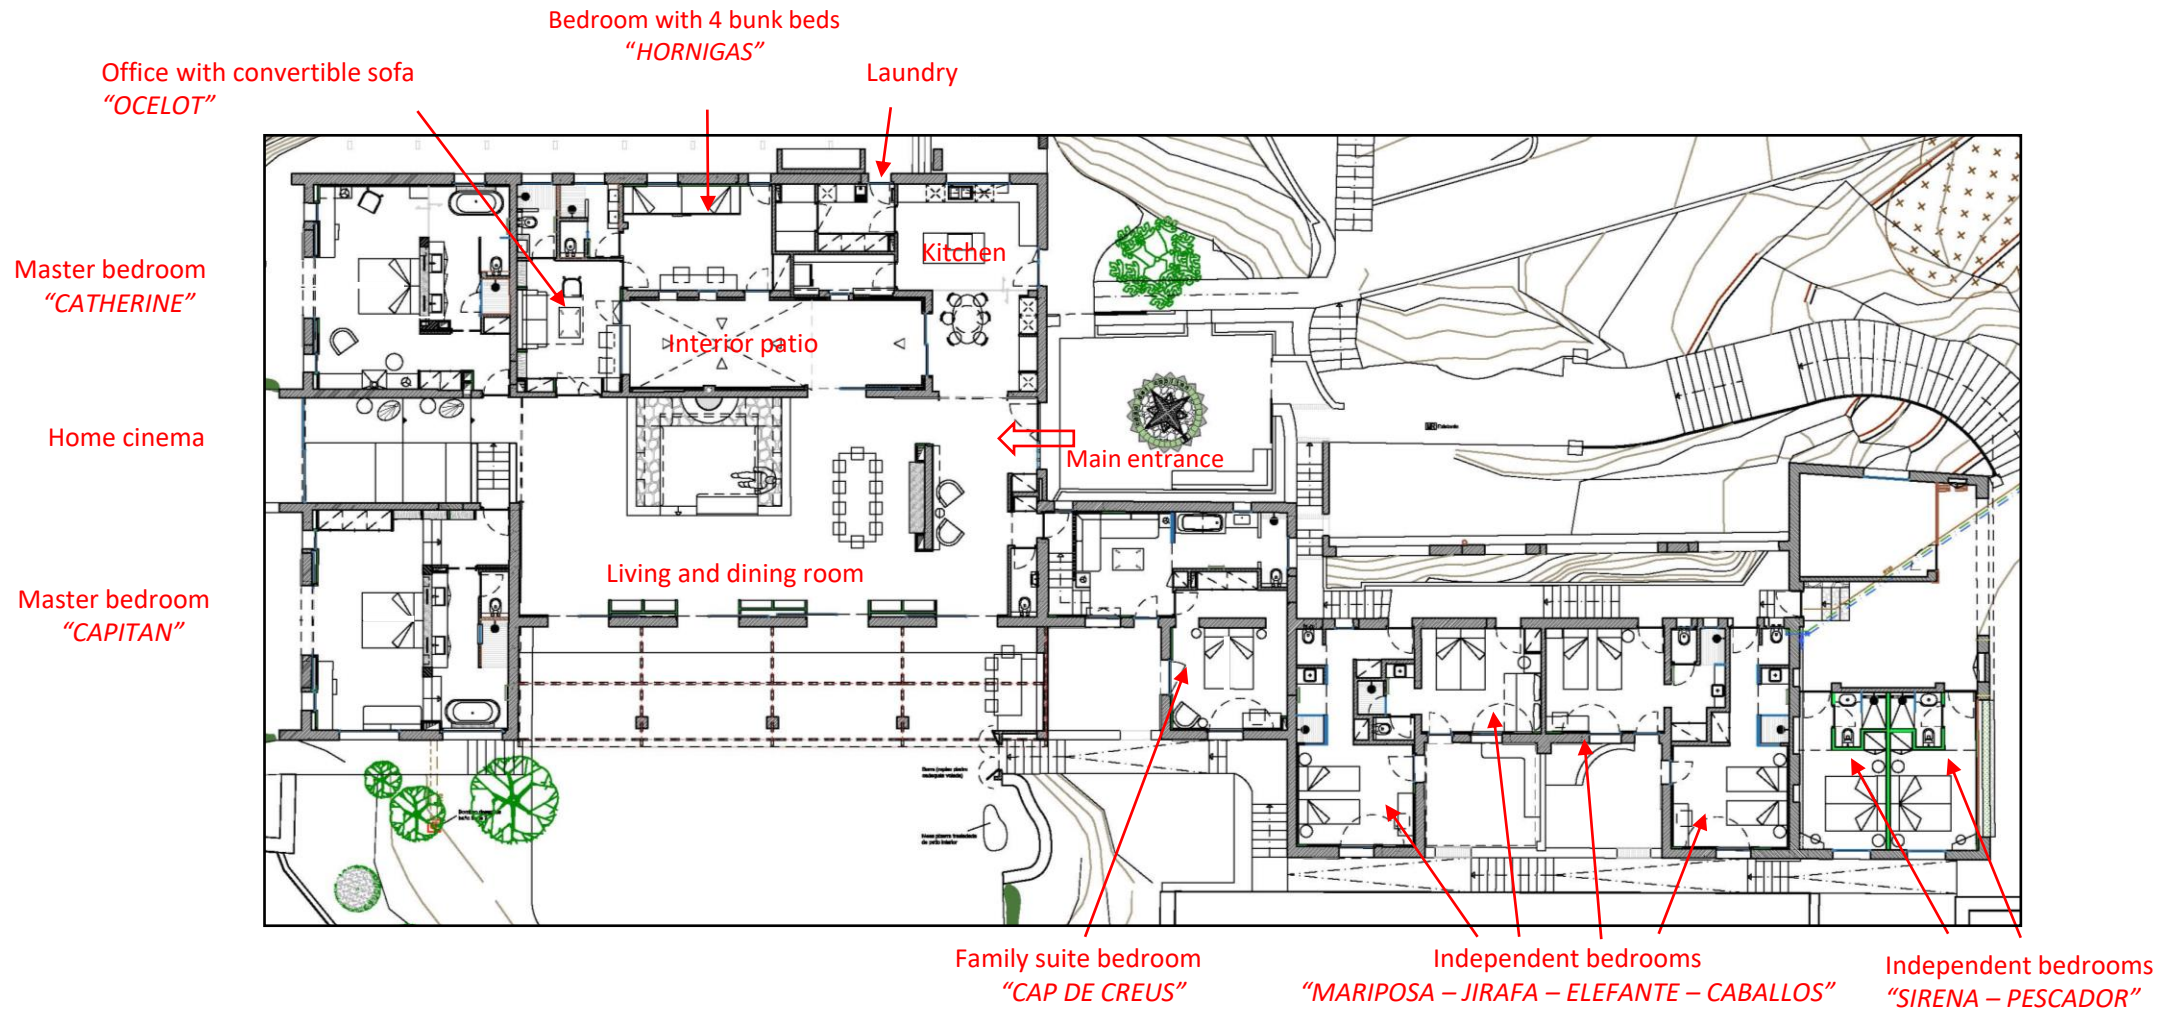 Bedroom with 4 bunk beds
“HORNIGAS”
Office with convertible sofa
“OCELOT”
Laundry
Kitchen
Master bedroom
“CATHERINE”
Interior patio
Home cinema
Main entrance
Living and dining room
Master bedroom
“CAPITAN”
Family suite bedroom
“CAP DE CREUS”
Independent bedrooms
“MARIPOSA – JIRAFA – ELEFANTE – CABALLOS”
Independent bedrooms
“SIRENA – PESCADOR”